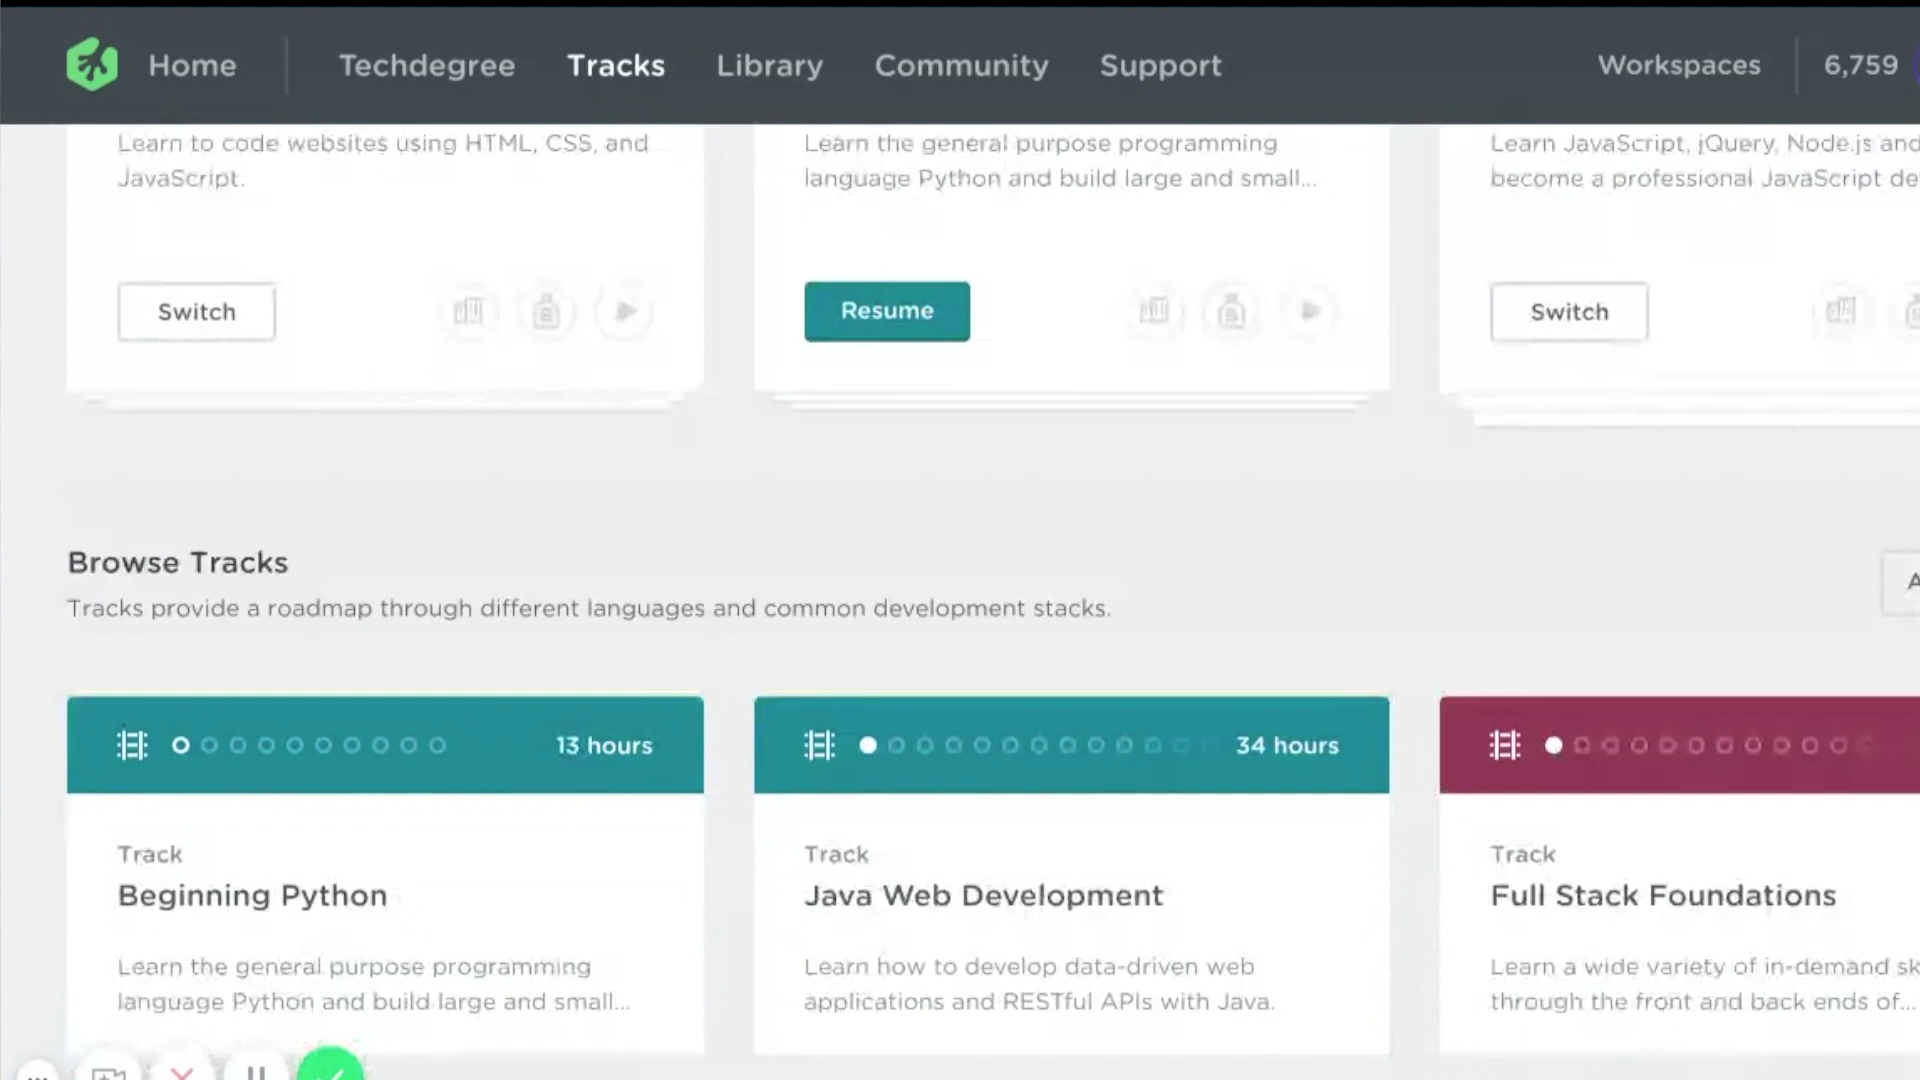 Home Techdegree Tracks Library Community Support Workspaces 6,759
Learn to code websites using HTML, CSS, and
JavaScript.
Switch
Learn the general purpose programming
language Python and build large and small...
Resume
Learn JavaScript, jQuery, Node.js and
become a professional JavaScript
Switch
Browse Tracks
Tracks provide a roadmap through different languages and common development stacks.
13 hours
Track
Beginning Python
Learn the general purpose programming
language Python and build large and small...
34 hours
Track
Java Web Development
Learn how to develop data-driven web
applications and RESTful APIs with Java.
Track
Full Stack Foundations
Learn a wide variety of in-demand
through the front and back ends of...